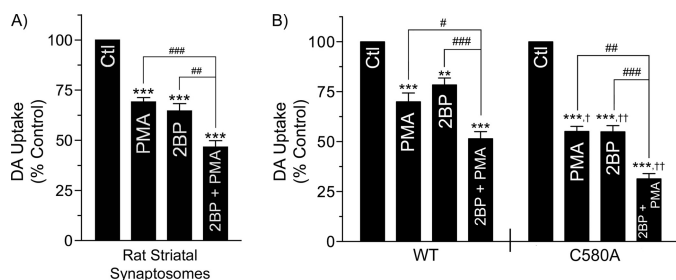 A)
DA Uptake
(% Control)
100
75
50
25
0
###
##
Ctl
***
PMA
***
2BP
***
2BP + PMA
Rat Striatal
Synaptosomes
B)
DA Uptake
(% Control)
100
75
50
25
0
#
###
Ctl
***
PMA
**
2BP
***
2BP + PMA
WT
##
###
Ctl
***,†
PMA
***,††
2BP
***,††
2BP +
PMA
C580A